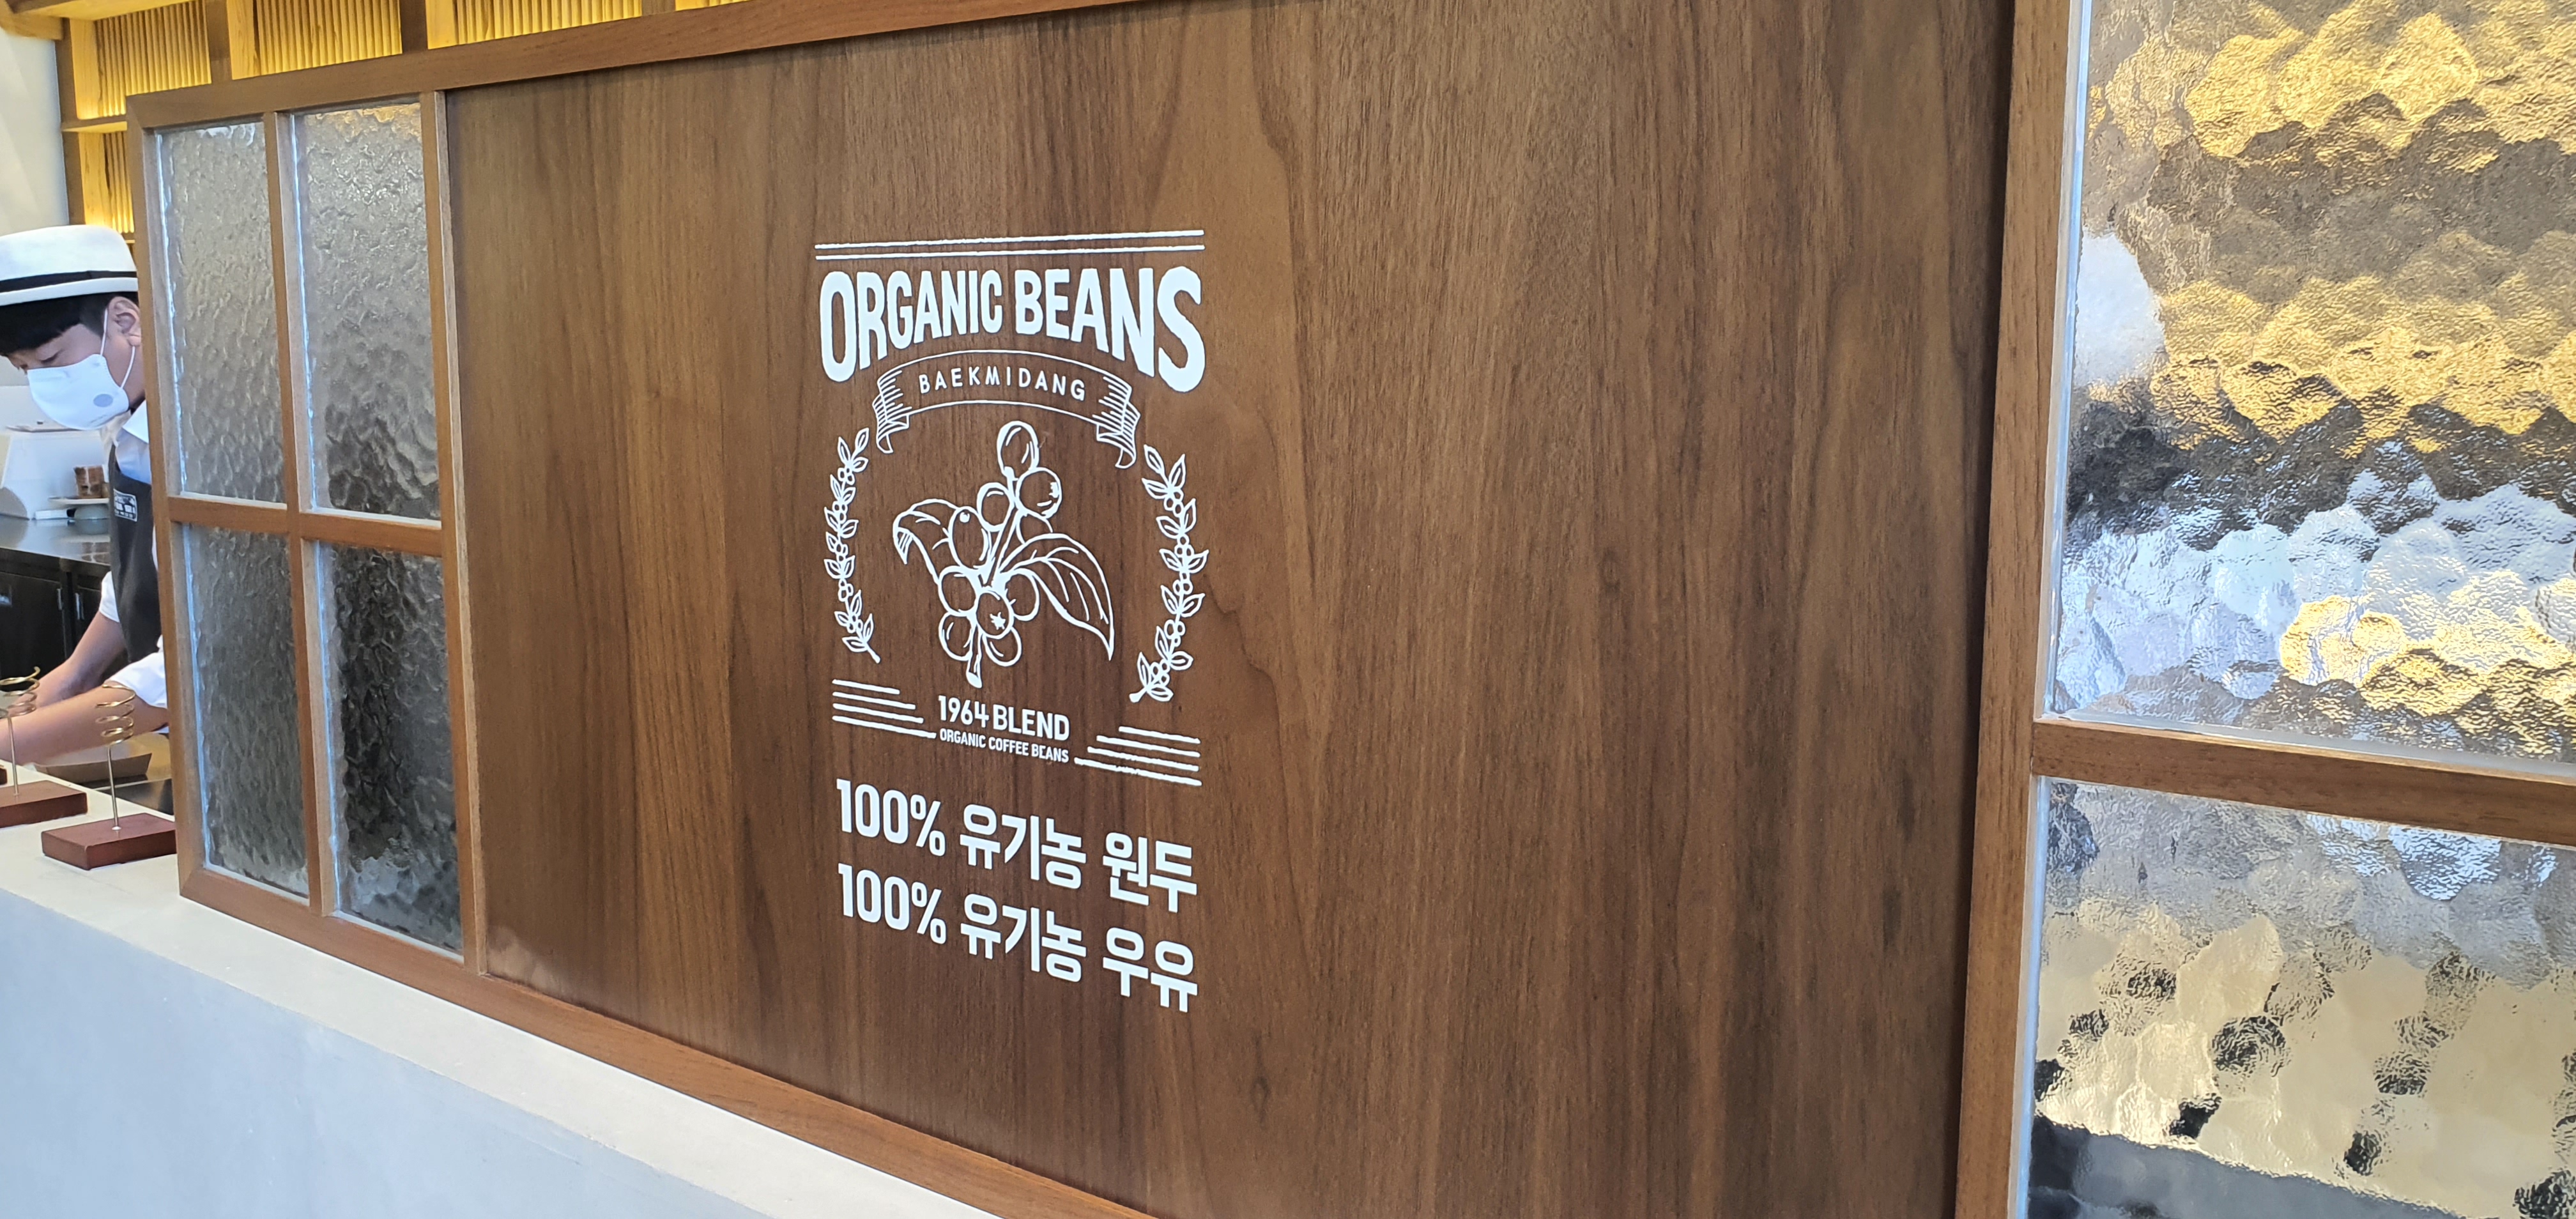 ORGANIC BEANS
BAEKMIDANG
1964 BLEND
ORGANIC COFFEE BEANS
100% 유기농 원두
100% 유기농 우유